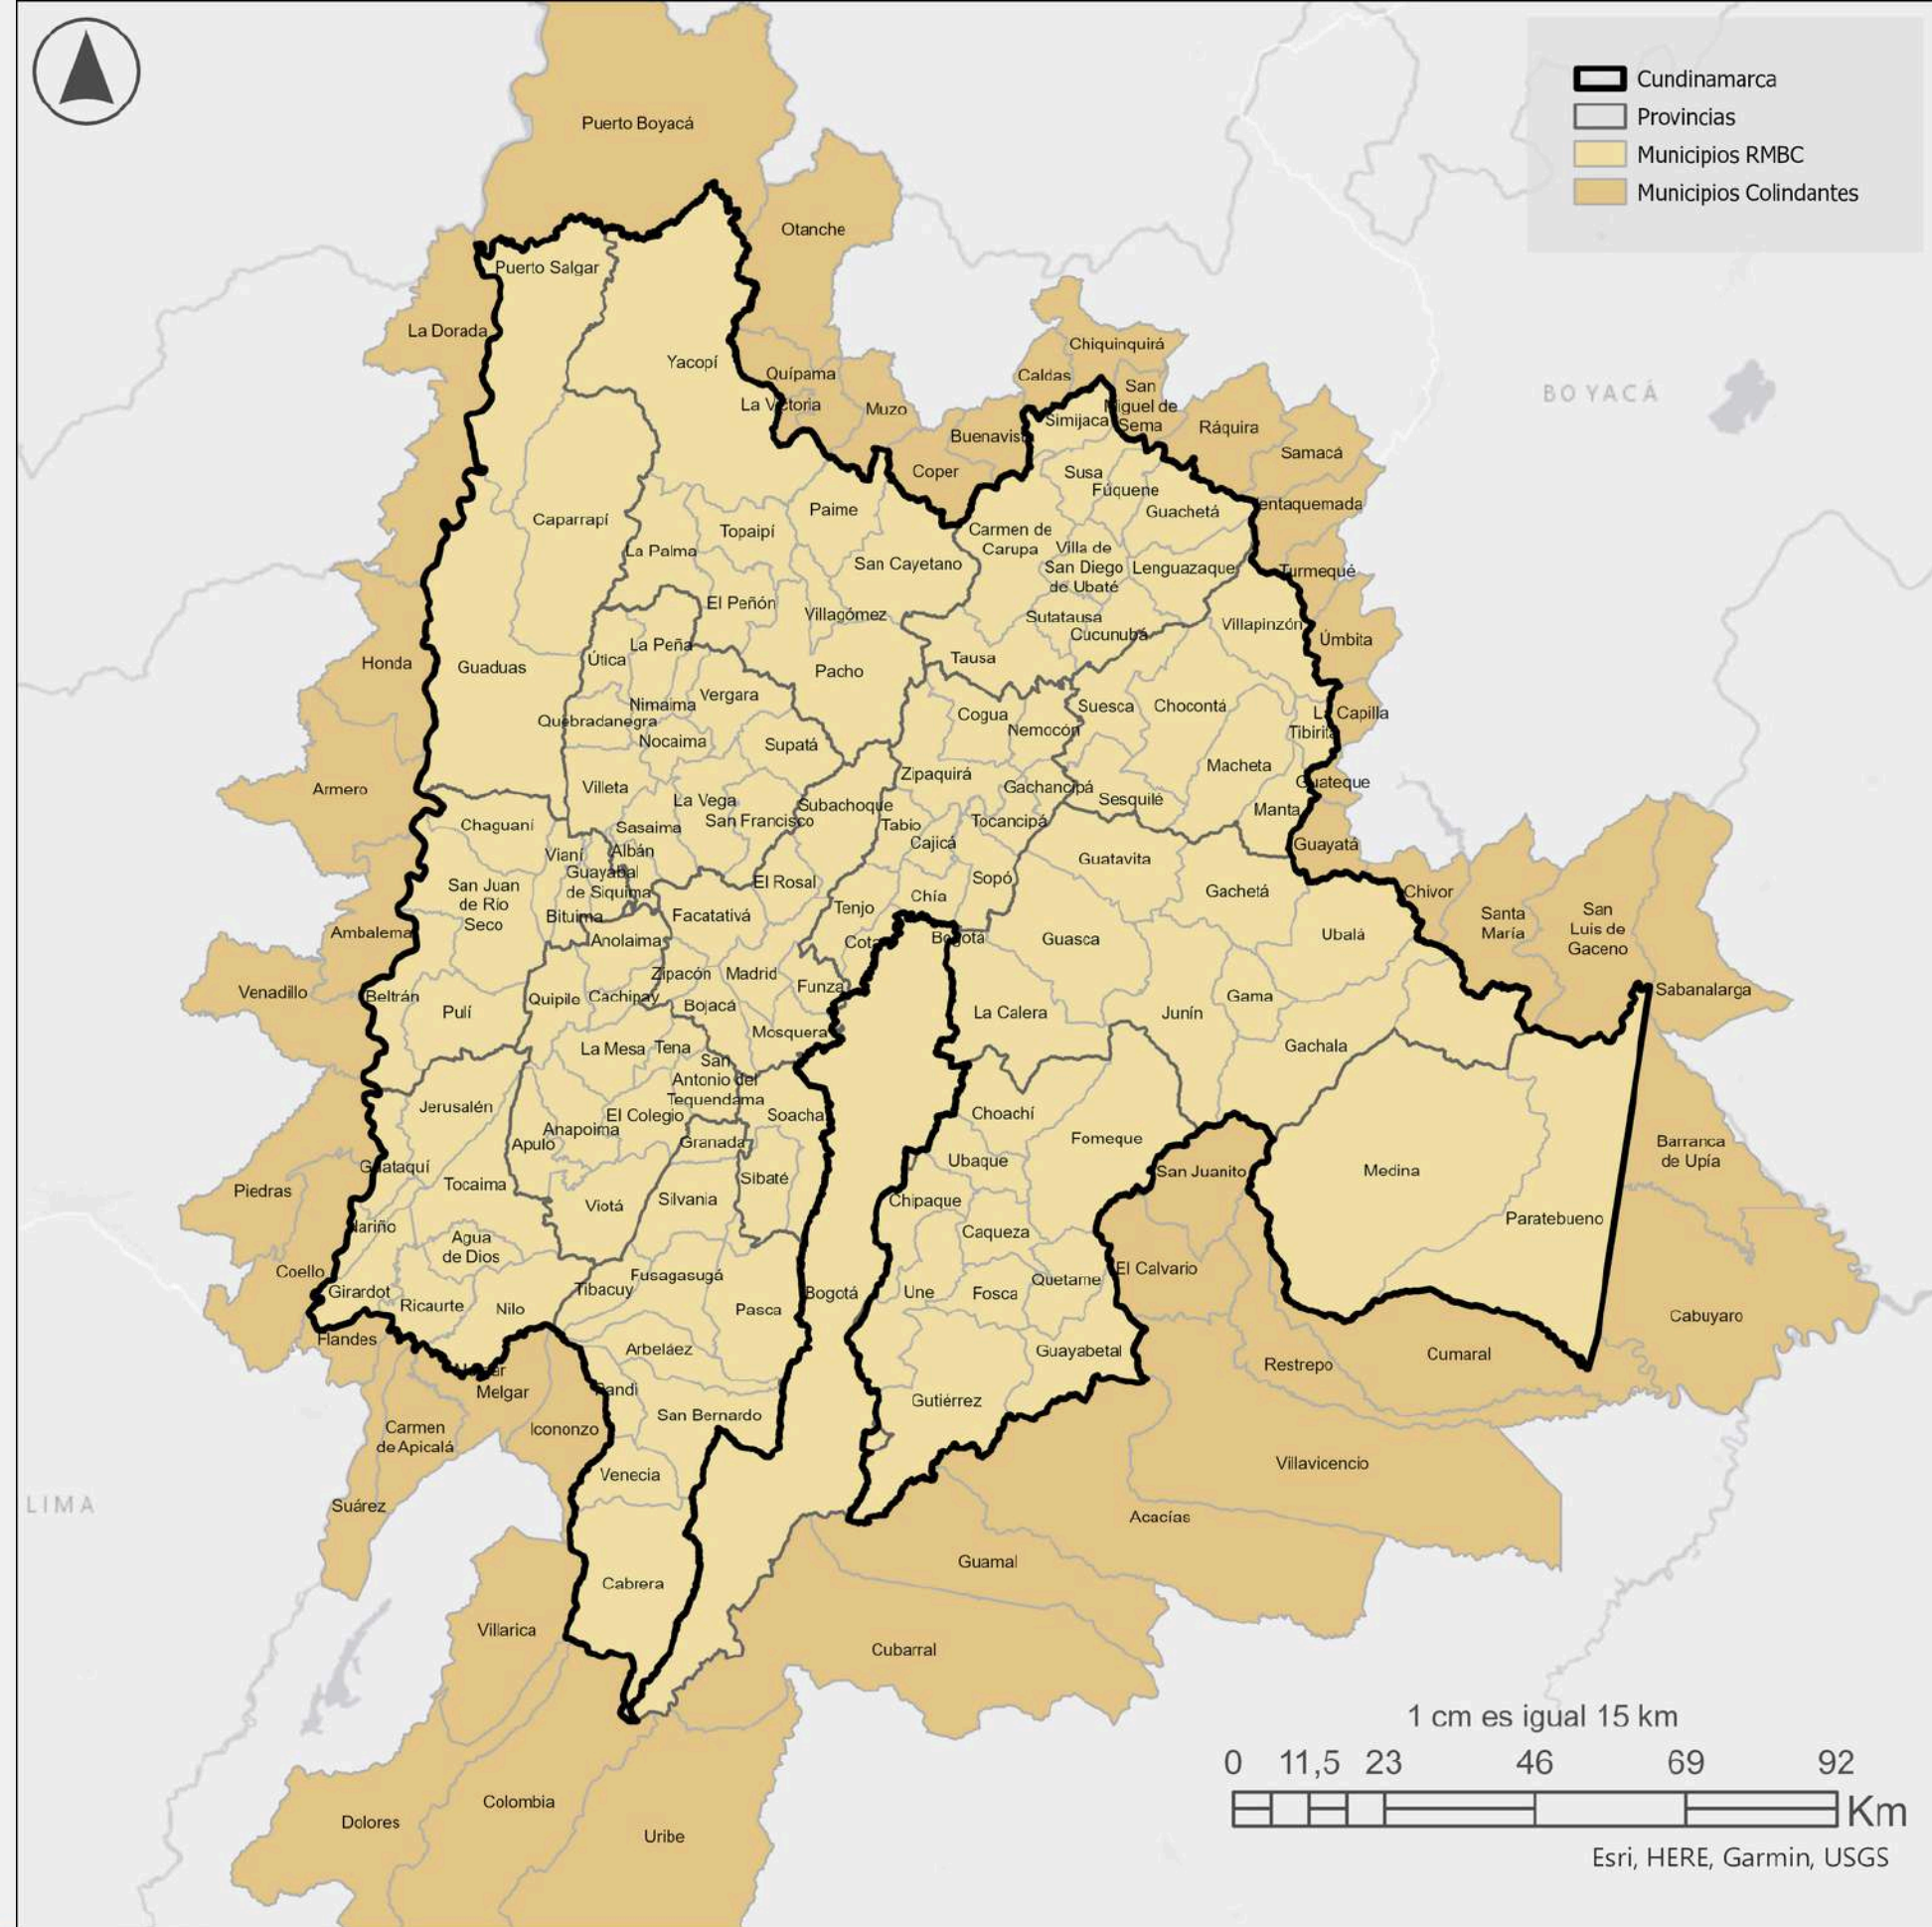 Cundinamarca
Provincias
Municipios RMBC
Municipios Colindantes
Puerto Boyacá
Otanche
Puerto Salgar
La Dorada
Chiquinquirá
Yacopí
Quípama
Caldas
San
Miguel de
Sema
BOYACÁ
La Victoria
Muzo
Simijaca
Ráquira
Buenavista
Samacá
Coper
Susa
Fúquene
Guachetá
entaquemada
Paime
Caparrapí
Topaipí
Carmen de
Carupa
Villa de
San Diego
de Ubaté
La Palma
San Cayetano
Lenguazaque
Turmequé
El Peñón
Villagómez
Sutatausa
Villapinzón
Cucunubá
Úmbita
La Peña
Útica
Tausa
Honda
Guaduas
Pacho
Vergara
Nimaima
Suesca
Chocontá
Cogua
La Capilla
Quebradanegra
Nemocón
Tibirita
Nocaima
Supatá
Macheta
Zipaquirá
Guateque
Armero
Villeta
Gachancipá
La Vega
Sesquilé
Subachoque
Manta
San Francisco
Tocancipá
Chaguaní
Sasaima
Tabio
Cajicá
Guayatá
Vianí
Albán
Guatavita
Guayabal
de Siquima
El Rosal
Sopó
San Juan
de Río
Seco
Gachetá
Chivor
Chía
Tenjo
Santa
María
San
Luis de
Gaceno
Bituima
Facatativá
Ambalema
Anolaima
Cota
Bogotá
Guasca
Ubalá
Zipacón
Madrid
Funza
Venadillo
Beltrán
Quipile
Cachipay
Gama
Sabanalarga
Bojacá
Pulí
La Calera
Junín
Mosquera
La Mesa
Tena
Gachala
San
Antonio del
Tequendama
Jerusalén
El Colegio
Soacha
Choachí
Anapoima
Apulo
Granada
Fomeque
Barranca
de Upía
Guataquí
Ubaque
San Juanito
Medina
Piedras
Tocaima
Sibaté
Silvania
Viotá
Chipaque
Nariño
Paratebueno
Caqueza
Agua
de Dios
Coello
Fusagasugá
Quetame
El Calvario
Girardot
Tibacuy
Bogotá
Une
Fosca
Ricaurte
Nilo
Pasca
Cabuyaro
Flandes
Arbeláez
Guayabetal
Cumaral
Restrepo
Melgar
Pandi
Gutiérrez
San Bernardo
Carmen
de Apicalá
Icononzo
Villavicencio
Venecia
LIMA
Suárez
Acacías
Guamal
Cabrera
Villarica
Cubarral
1 cm es igual 15 km
0 11,5 23 46 69 92
Km
Colombia
Dolores
Uribe
Esri, HERE, Garmin, USGS